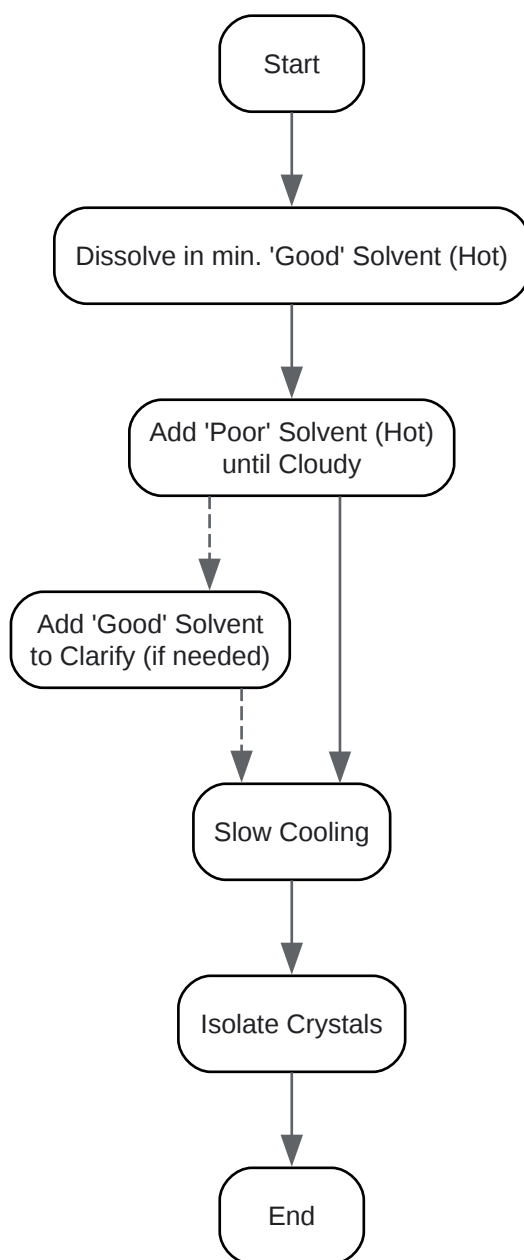 Start
Dissolve in min. 'Good' Solvent (Hot)
Add 'Poor' Solvent (Hot)
until Cloudy
Add 'Good' Solvent
to Clarify (if needed)
Slow Cooling
Isolate Crystals
End